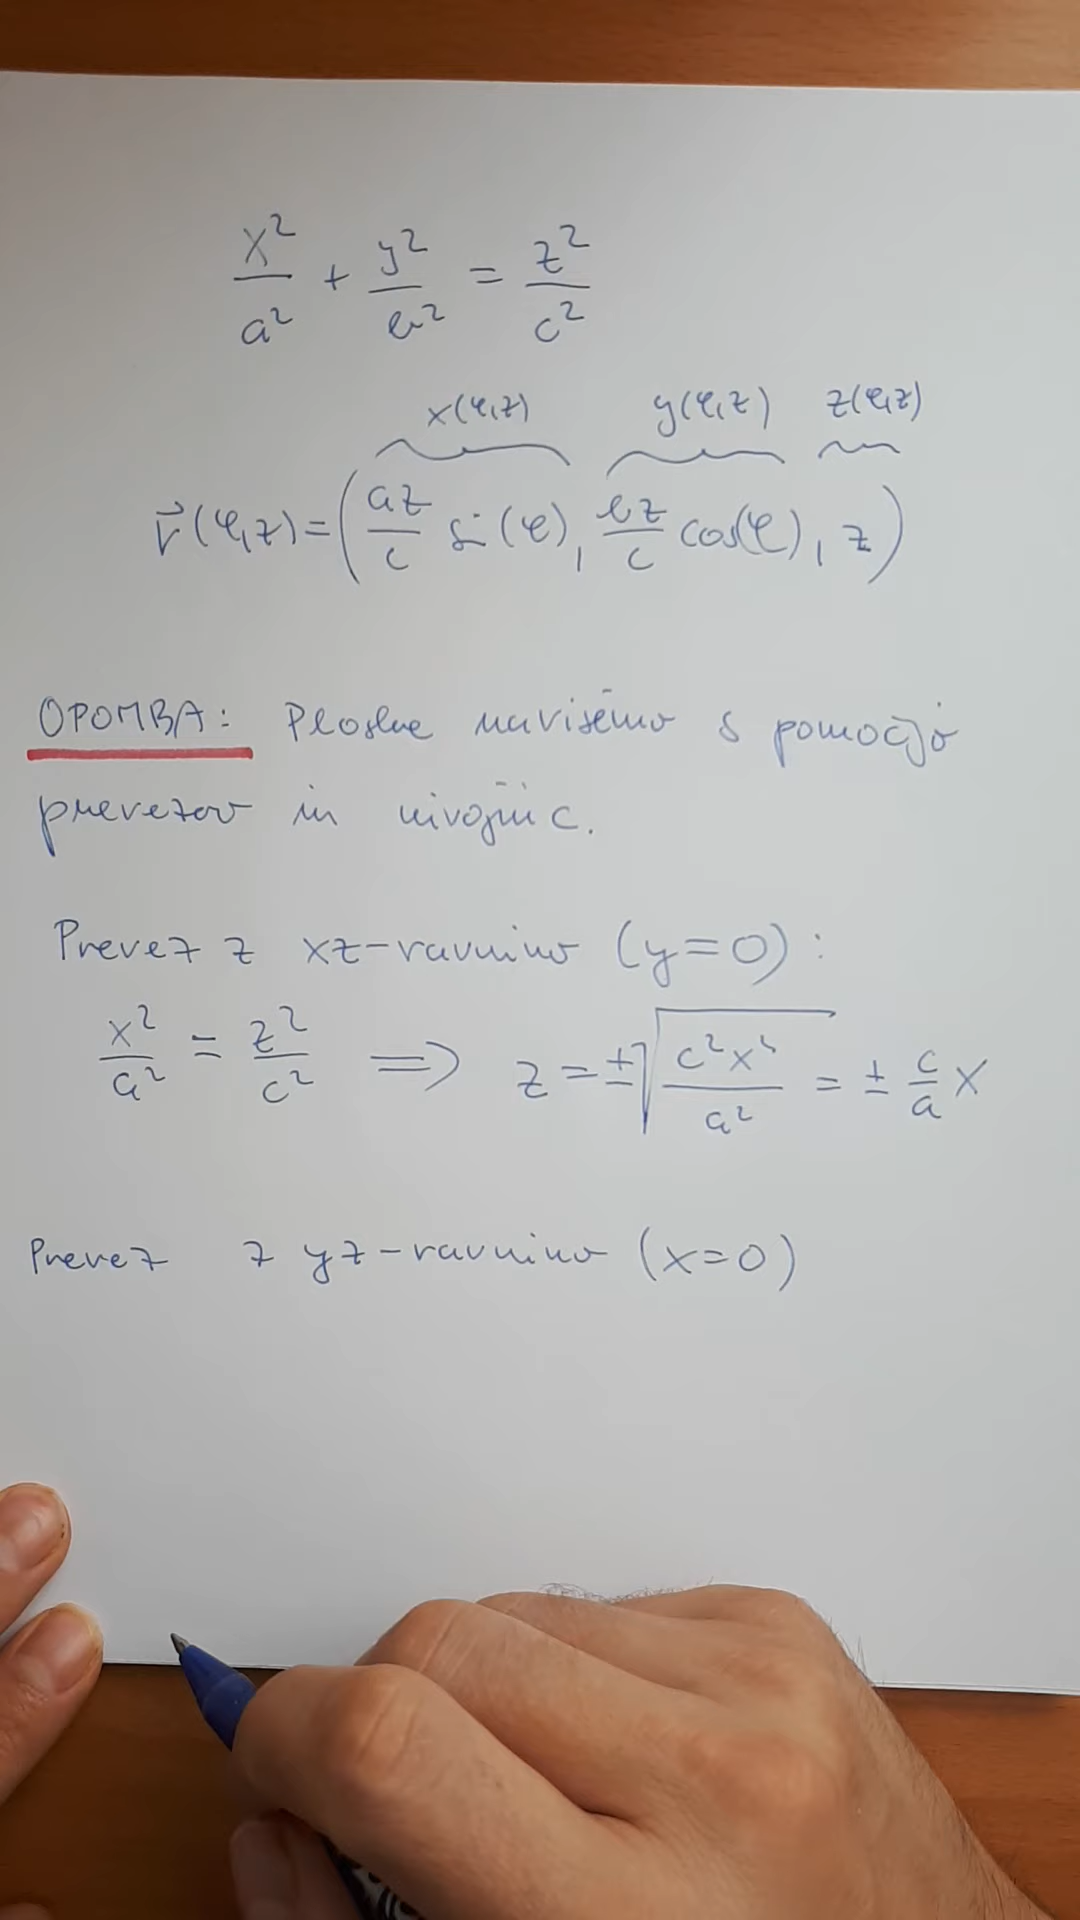 x²/a² + y²/b² = z²/c²
x(φ,z) y(φ,z) z(φ,z)
r⃗(φ,z) = (az/c sin(φ), bz/c cos(φ), z)
OPOMBA: Ploskve narišemo s pomočjo
prerezov in nivojnic.
Prerez z xz-ravnino (y=0):
x²/a² = z²/c² ⟹ z = ±√(c²x²/a²) = ± c/a x
Prerez z yz-ravnino (x=0)